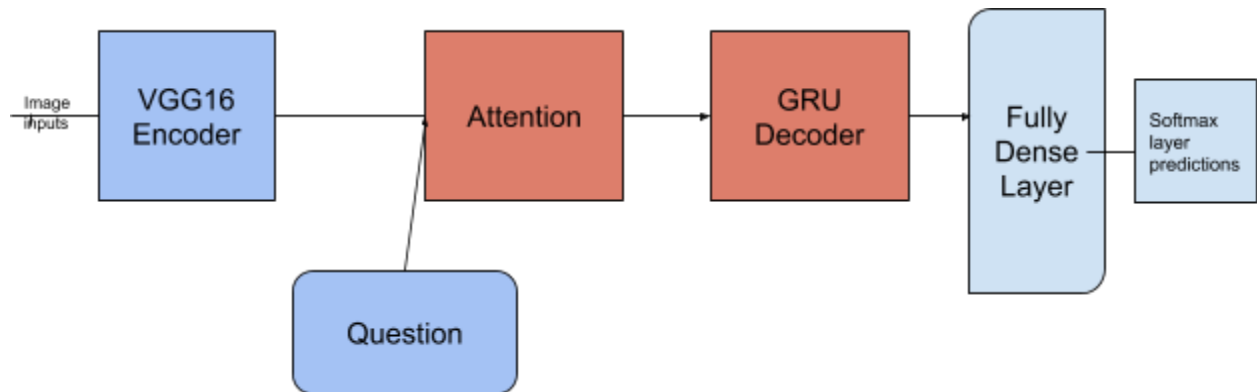 Image
inputs
VGG16
Encoder
Attention
GRU
Decoder
Fully
Dense
Layer
Softmax
layer
predictions
Question